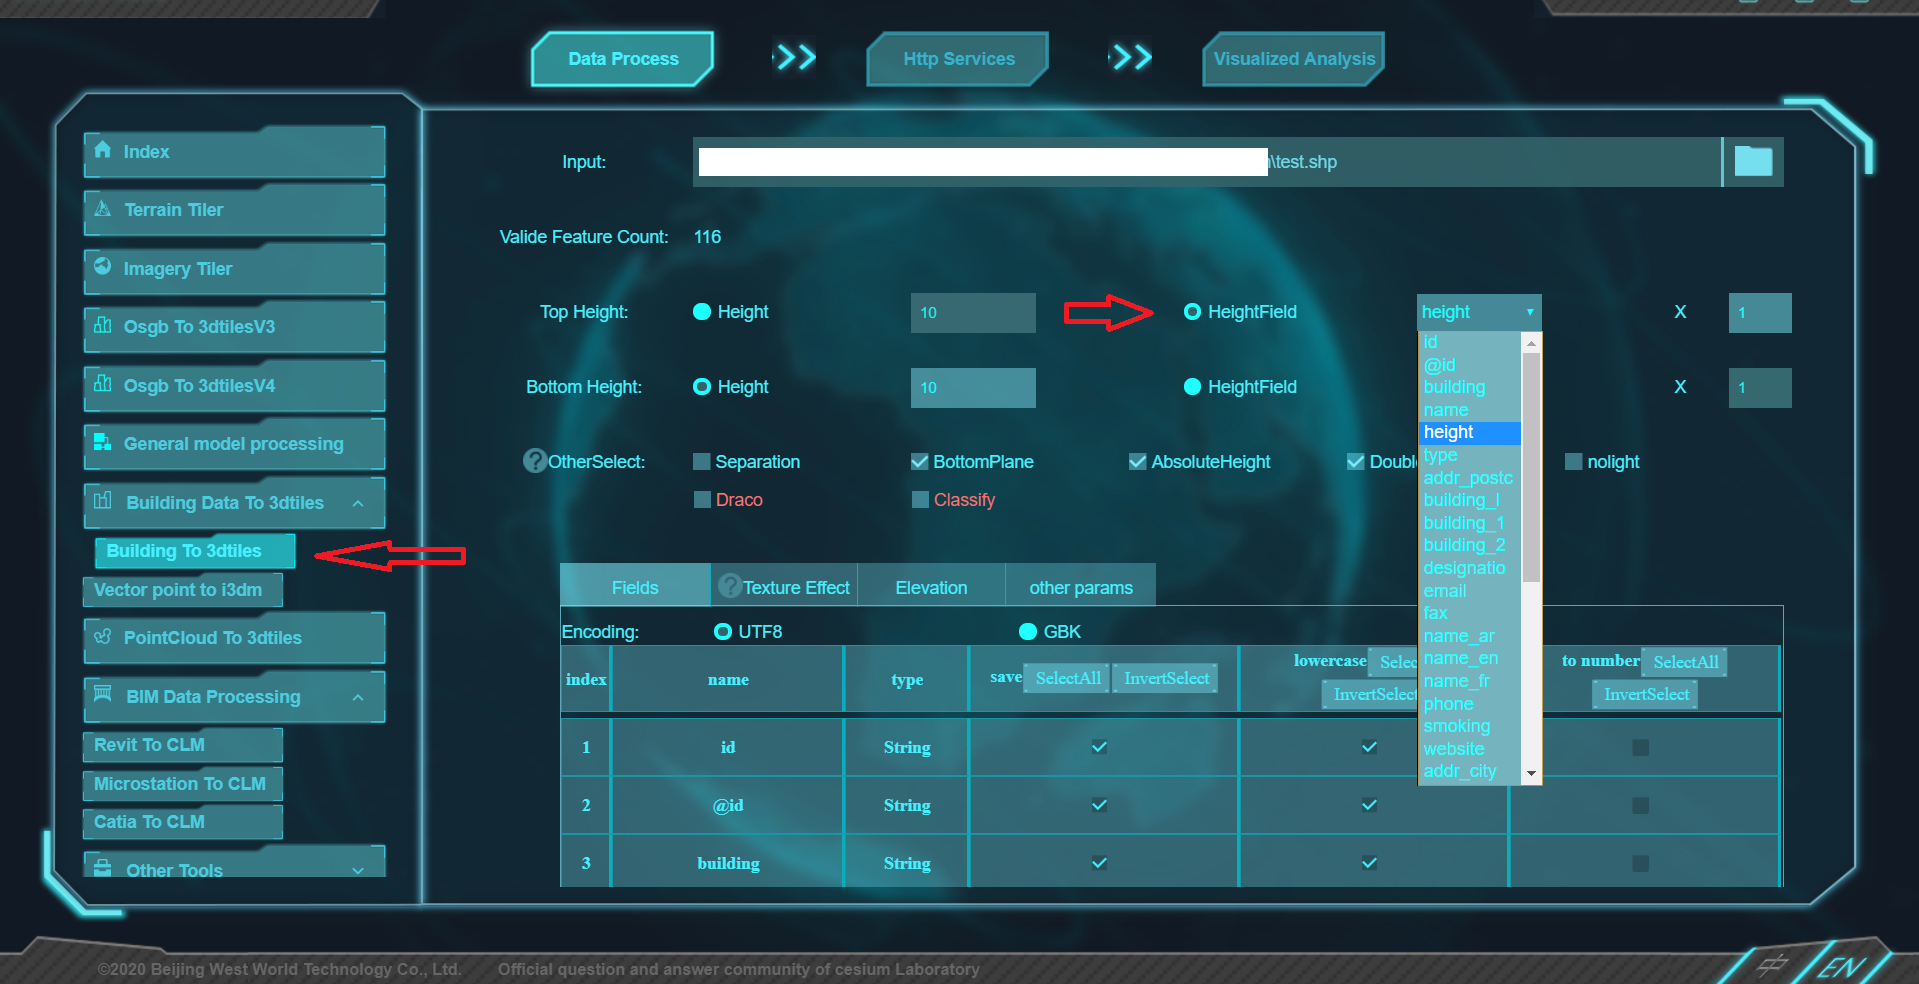 Data Process
Http Services
Visualized Analysis
Index
Terrain Tiler
Imagery Tiler
Osgb To 3dtilesV3
Osgb To 3dtilesV4
General model processing
Building Data To 3dtiles
Building To 3dtiles
Vector point to i3dm
PointCloud To 3dtiles
BIM Data Processing
Revit To CLM
Microstation To CLM
Catia To CLM
Other Tools
Input: \test.shp
Valide Feature Count: 116
Top Height: Height 10 HeightField height X 1
Bottom Height: Height 10 HeightField X 1
?OtherSelect: Separation BottomPlane AbsoluteHeight Doubl nolight
Draco Classify
id
@id
building
name
height
type
addr_postc
building_l
building_1
building_2
designatio
email
fax
name_ar
name_en
name_fr
phone
smoking
website
addr_city
Fields ?Texture Effect Elevation other params
Encoding: UTF8 GBK
index name type save SelectAll InvertSelect lowercase Selec InvertSelect to number SelectAll InvertSelect
1 id String
2 @id String
3 building String
©2020 Beijing West World Technology Co., Ltd. Official question and answer community of cesium Laboratory
中 EN